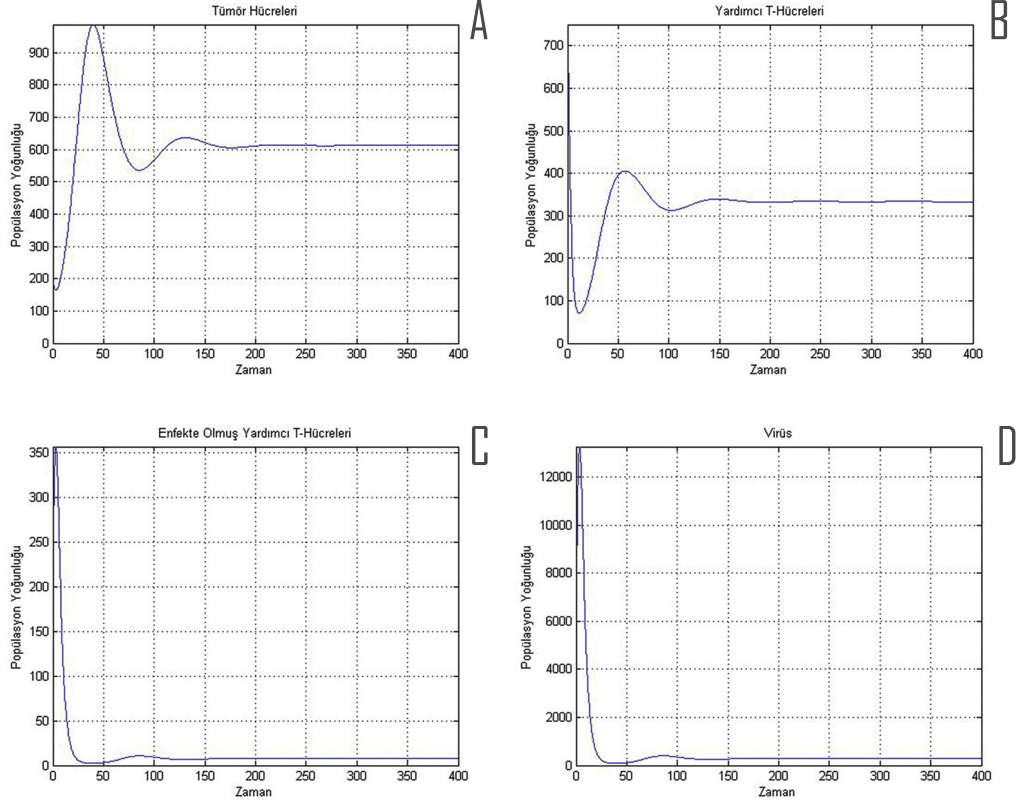 Tümör Hücreleri
A
Popülasyon Yoğunluğu
900
800
700
600
500
400
300
200
100
0
0 50 100 150 200 250 300 350 400
Zaman
Yardımcı T-Hücreleri
B
Popülasyon Yoğunluğu
700
600
500
400
300
200
100
0
0 50 100 150 200 250 300 350 400
Zaman
Enfekte Olmuş Yardımcı T-Hücreleri
C
Popülasyon Yoğunluğu
350
300
250
200
150
100
50
0
0 50 100 150 200 250 300 350 400
Zaman
Virüs
D
Popülasyon Yoğunluğu
12000
10000
8000
6000
4000
2000
0
0 50 100 150 200 250 300 350 400
Zaman